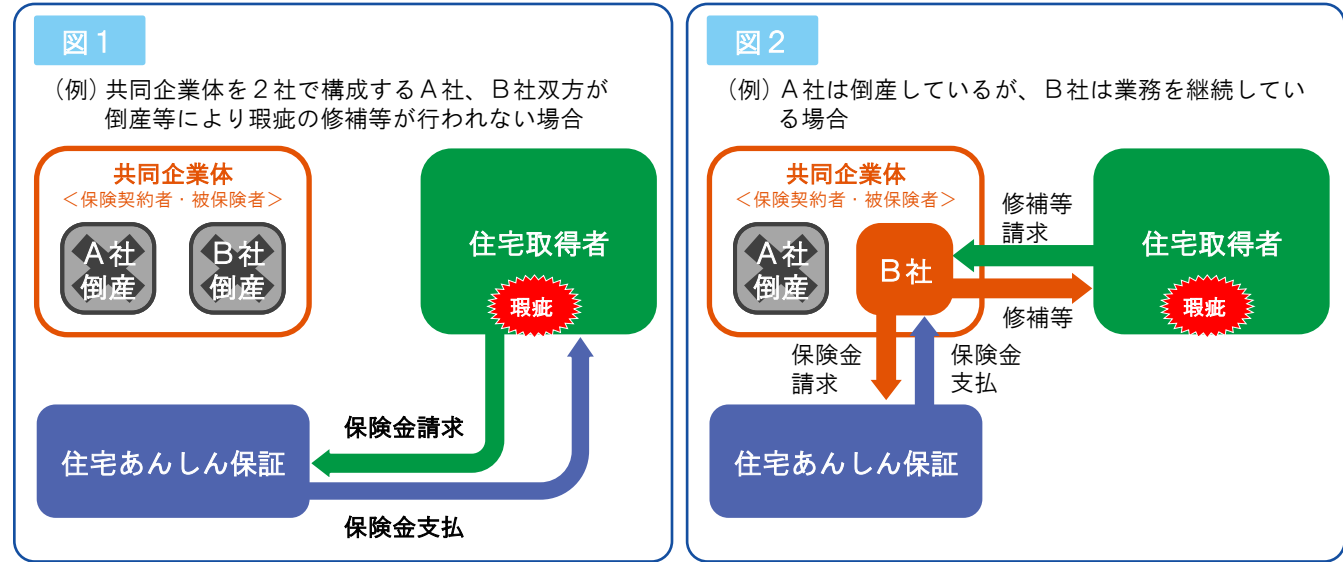 図1
(例)共同企業体を2社で構成するA社、B社双方が
倒産等により瑕疵の修補等が行われない場合
共同企業体
<保険契約者・被保険者>
A社
倒産
B社
倒産
住宅取得者
瑕疵
保険金請求
住宅あんしん保証
保険金支払
図2
(例)A社は倒産しているが、B社は業務を継続してい
る場合
共同企業体
<保険契約者・被保険者>
A社
倒産
B社
修補等
請求
住宅取得者
瑕疵
修補等
保険金
請求
保険金
支払
住宅あんしん保証